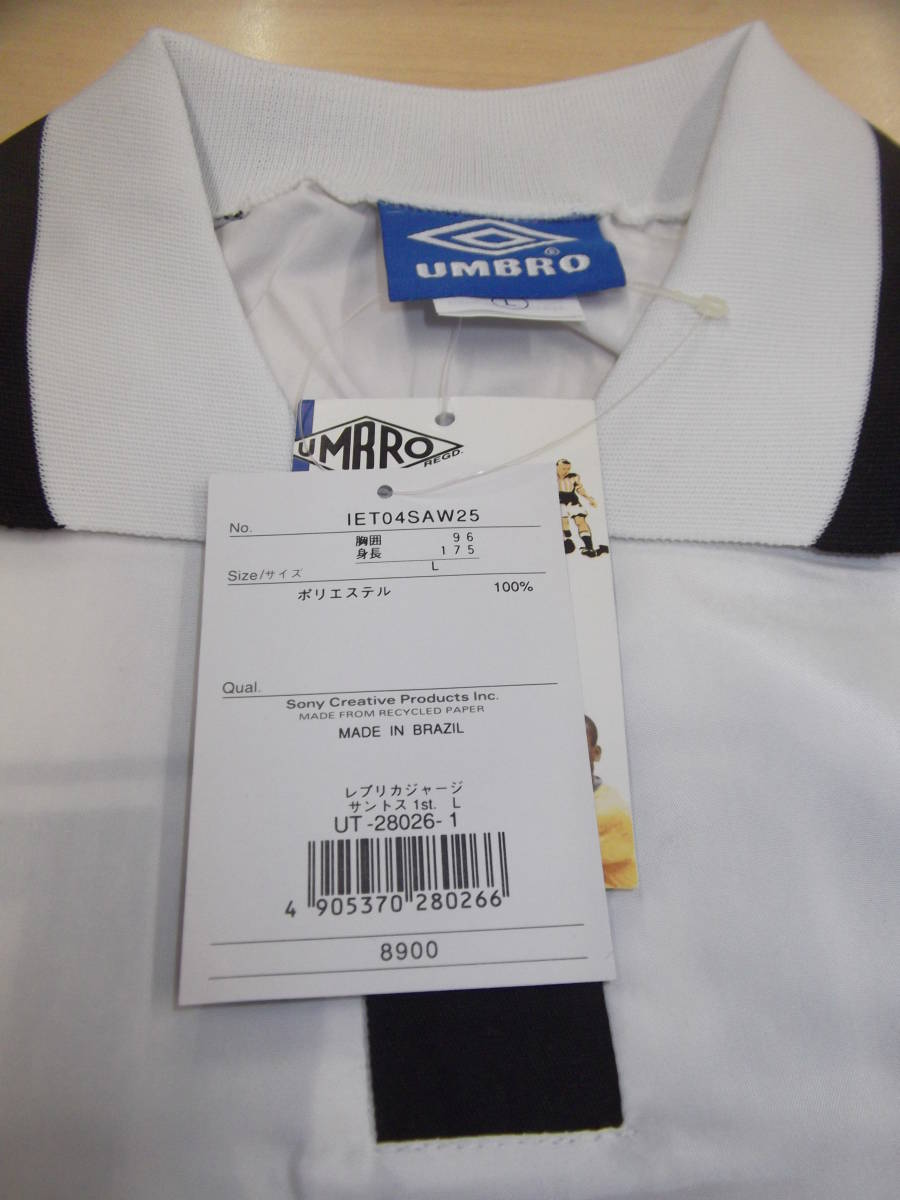 UMBRO
®
L
UMBRO
REGD.
No. IET04SAW25
胸囲 96
身長 175
Size/サイズ L
ポリエステル 100%
Qual.
Sony Creative Products Inc.
MADE FROM RECYCLED PAPER
MADE IN BRAZIL
レプリカジャージ
サントス 1st. L
UT-28026-1
4 905370 280266
8900